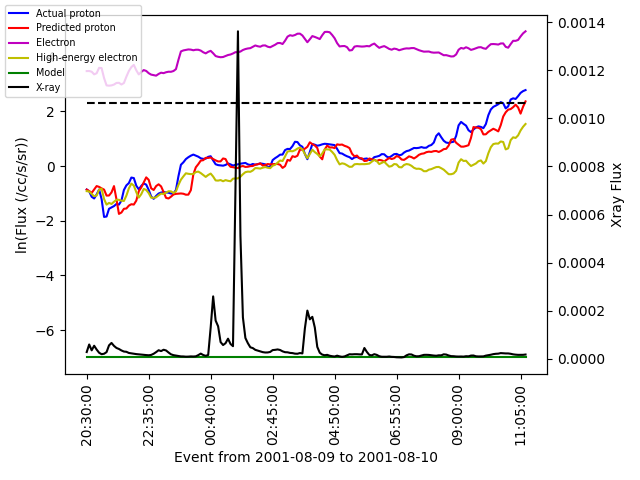 Actual proton
Predicted proton
Electron
High-energy electron
Model
X-ray
ln(Flux (/cc/s/sr))
2
0
−2
−4
−6
0.0014
0.0012
0.0010
0.0008
0.0006
0.0004
0.0002
0.0000
Xray Flux
20:30:00
22:35:00
00:40:00
02:45:00
04:50:00
06:55:00
09:00:00
11:05:00
Event from 2001-08-09 to 2001-08-10